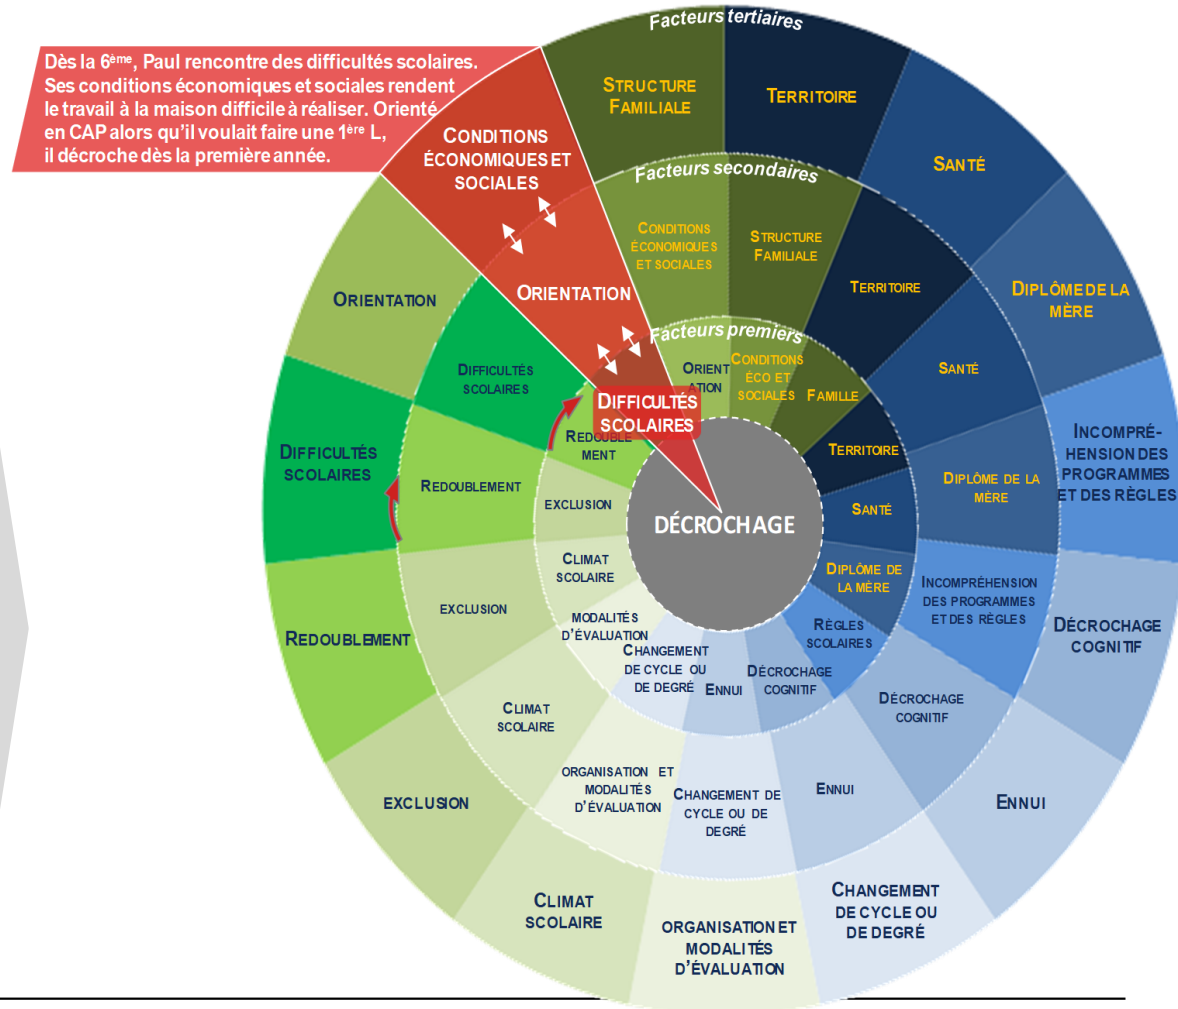 Dès la 6ème, Paul rencontre des difficultés scolaires.
Ses conditions économiques et sociales rendent
le travail à la maison difficile à réaliser. Orienté
en CAP alors qu'il voulait faire une 1ère L,
il décroche dès la première année.
Facteurs tertiaires
CONDITIONS
ÉCONOMIQUES ET
SOCIALES
STRUCTURE
FAMILIALE
TERRITOIRE
SANTÉ
DIPLÔME DE LA
MÈRE
INCOMPRÉ-
HENSION DES
PROGRAMMES
ET DES RÈGLES
DÉCROCHAGE
COGNITIF
ENNUI
CHANGEMENT
DE CYCLE OU
DE DEGRÉ
ORGANISATION ET
MODALITÉS
D'ÉVALUATION
CLIMAT
SCOLAIRE
EXCLUSION
REDOUBLEMENT
DIFFICULTÉS
SCOLAIRES
ORIENTATION
Facteurs secondaires
ORIENTATION
CONDITIONS
ÉCONOMIQUES
ET SOCIALES
STRUCTURE
FAMILIALE
TERRITOIRE
SANTÉ
DIPLÔME DE LA
MÈRE
INCOMPRÉHENSION
DES PROGRAMMES
ET DES RÈGLES
DÉCROCHAGE
COGNITIF
ENNUI
CHANGEMENT DE
CYCLE OU DE
DEGRÉ
ORGANISATION ET
MODALITÉS
D'ÉVALUATION
CLIMAT
SCOLAIRE
EXCLUSION
REDOUBLEMENT
DIFFICULTÉS
SCOLAIRES
Facteurs premiers
DIFFICULTÉS
SCOLAIRES
ORIENT
ATION
CONDITIONS
ÉCO ET
SOCIALES
FAMILLE
TERRITOIRE
SANTÉ
DIPLÔME DE
LA MÈRE
RÈGLES
SCOLAIRES
DÉCROCHAGE
COGNITIF
ENNUI
CHANGEMENT
DE CYCLE OU
DE DEGRÉ
MODALITÉS
D'ÉVALUATION
CLIMAT
SCOLAIRE
EXCLUSION
REDOUBLE
MENT
DÉCROCHAGE